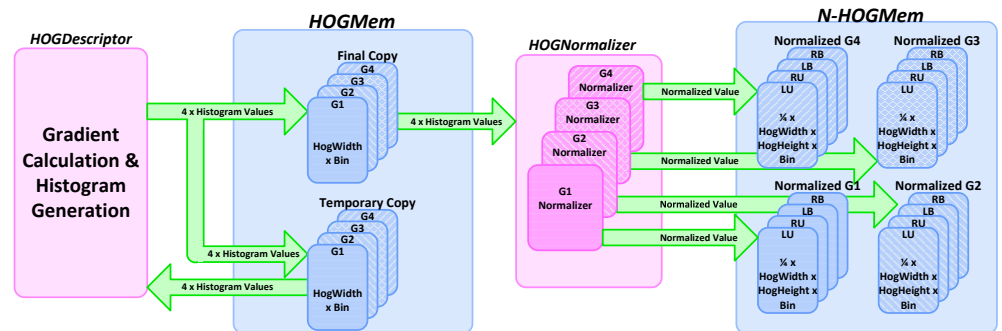 HOGDescriptor
Gradient
Calculation &
Histogram
Generation
HOGMem
Final Copy
G4
G3
G2
G1
HogWidth
x Bin
4 x Histogram Values
4 x Histogram Values
4 x Histogram Values
Temporary Copy
G4
G3
G2
G1
HogWidth
x Bin
4 x Histogram Values
HOGNormalizer
G4
Normalizer
G3
Normalizer
G2
Normalizer
G1
Normalizer
Normalized Value
Normalized Value
Normalized Value
Normalized Value
N-HOGMem
Normalized G4
RB
LB
RU
LU
¼ x
HogWidth x
HogHeight x
Bin
Normalized G3
RB
LB
RU
LU
¼ x
HogWidth x
HogHeight x
Bin
Normalized G1
RB
LB
RU
LU
¼ x
HogWidth x
HogHeight x
Bin
Normalized G2
RB
LB
RU
LU
¼ x
HogWidth x
HogHeight x
Bin